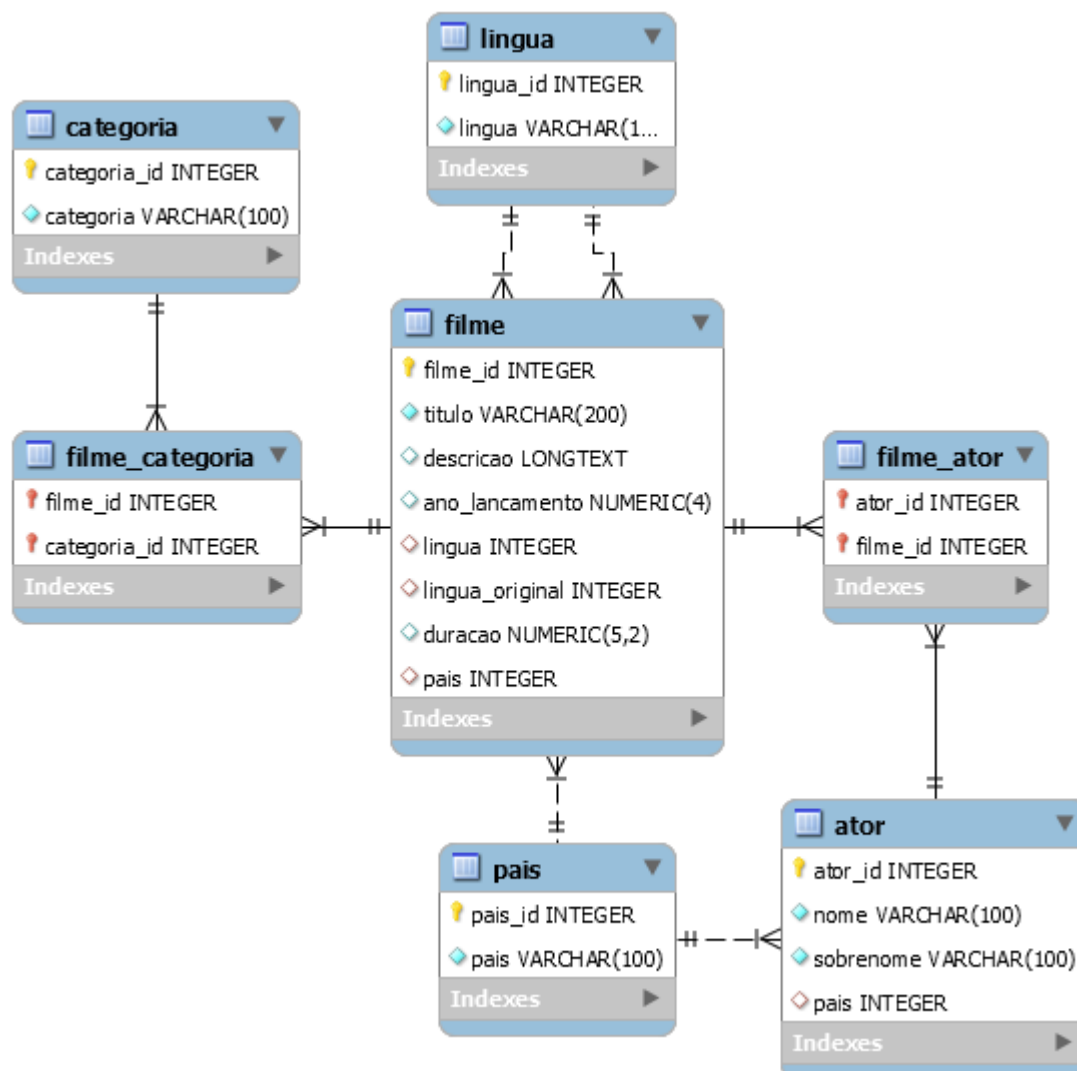 lingua
lingua_id INTEGER
lingua VARCHAR(1...
Indexes
categoria
categoria_id INTEGER
categoria VARCHAR(100)
Indexes
filme
filme_id INTEGER
titulo VARCHAR(200)
descricao LONGTEXT
ano_lancamento NUMERIC(4)
lingua INTEGER
lingua_original INTEGER
duracao NUMERIC(5,2)
pais INTEGER
Indexes
filme_categoria
filme_id INTEGER
categoria_id INTEGER
Indexes
filme_ator
ator_id INTEGER
filme_id INTEGER
Indexes
pais
pais_id INTEGER
pais VARCHAR(100)
Indexes
ator
ator_id INTEGER
nome VARCHAR(100)
sobrenome VARCHAR(100)
pais INTEGER
Indexes